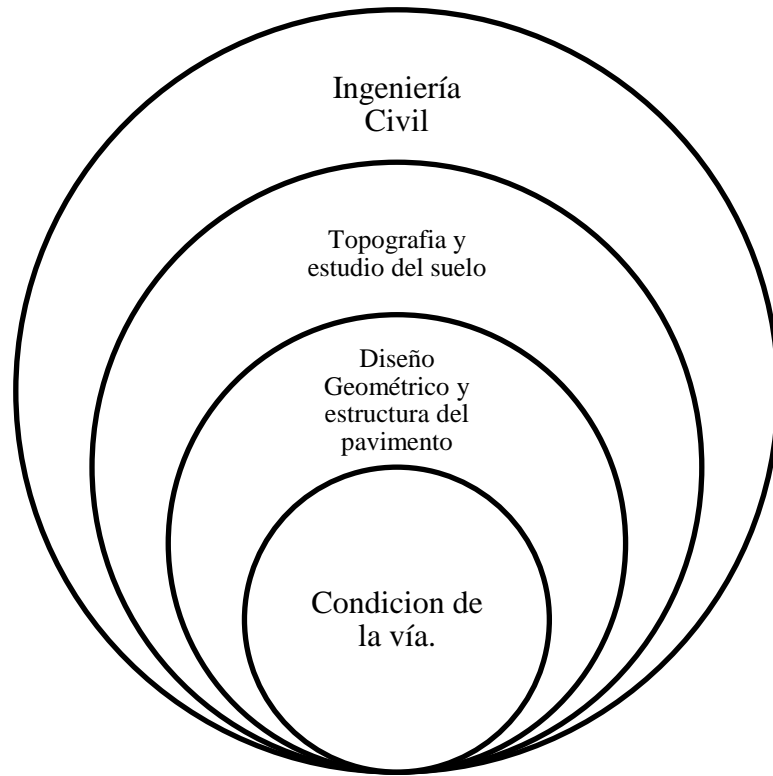 Ingeniería
Civil
Topografia y
estudio del suelo
Diseño
Geométrico y
estructura del
pavimento
Condicion de
la vía.